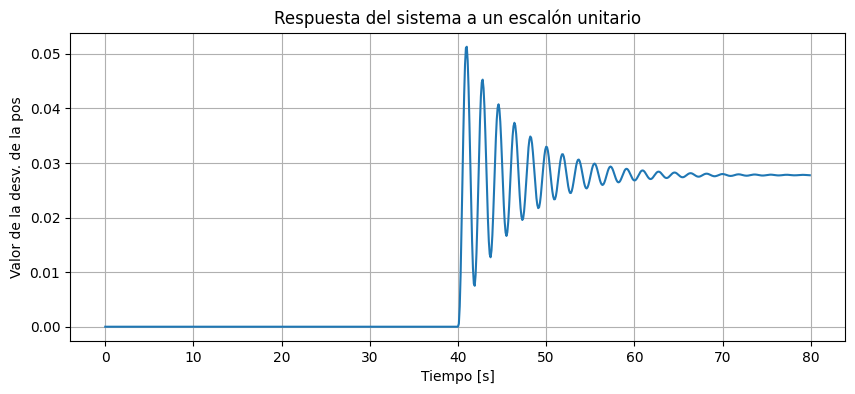 Respuesta del sistema a un escalón unitario
Valor de la desv. de la pos
0.05
0.04
0.03
0.02
0.01
0.00
0 10 20 30 40 50 60 70 80
Tiempo [s]